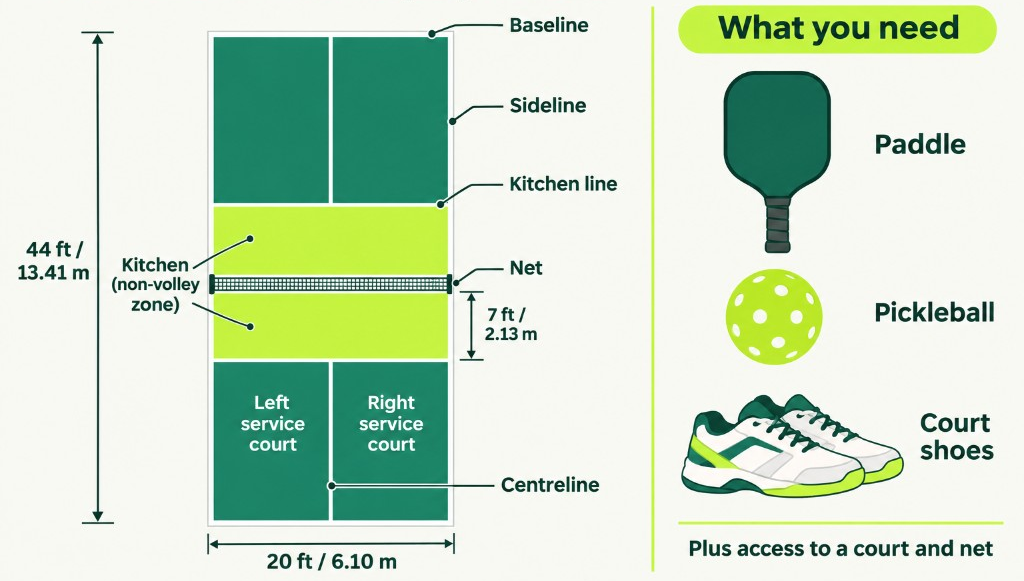 Baseline
Sideline
Kitchen line
44 ft /
13.41 m
Kitchen
(non-volley
zone)
Net
7 ft /
2.13 m
Left
service
court
Right
service
court
Centreline
20 ft / 6.10 m
What you need
Paddle
Pickleball
Court
shoes
Plus access to a court and net